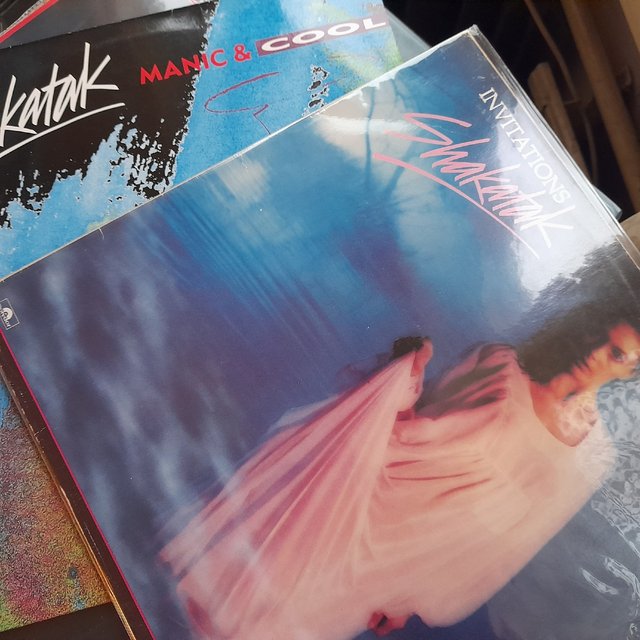 katak
MANIC & COOL
INVITATIONS
Shakatak